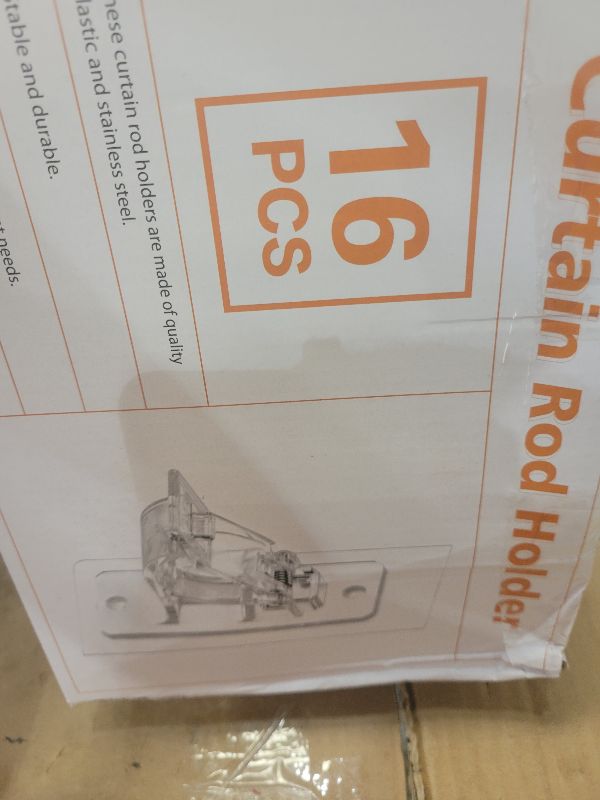 Curtain Rod Holder
16
PCS
hese curtain rod holders are made of quality
lastic and stainless steel.
table and durable.
t needs.